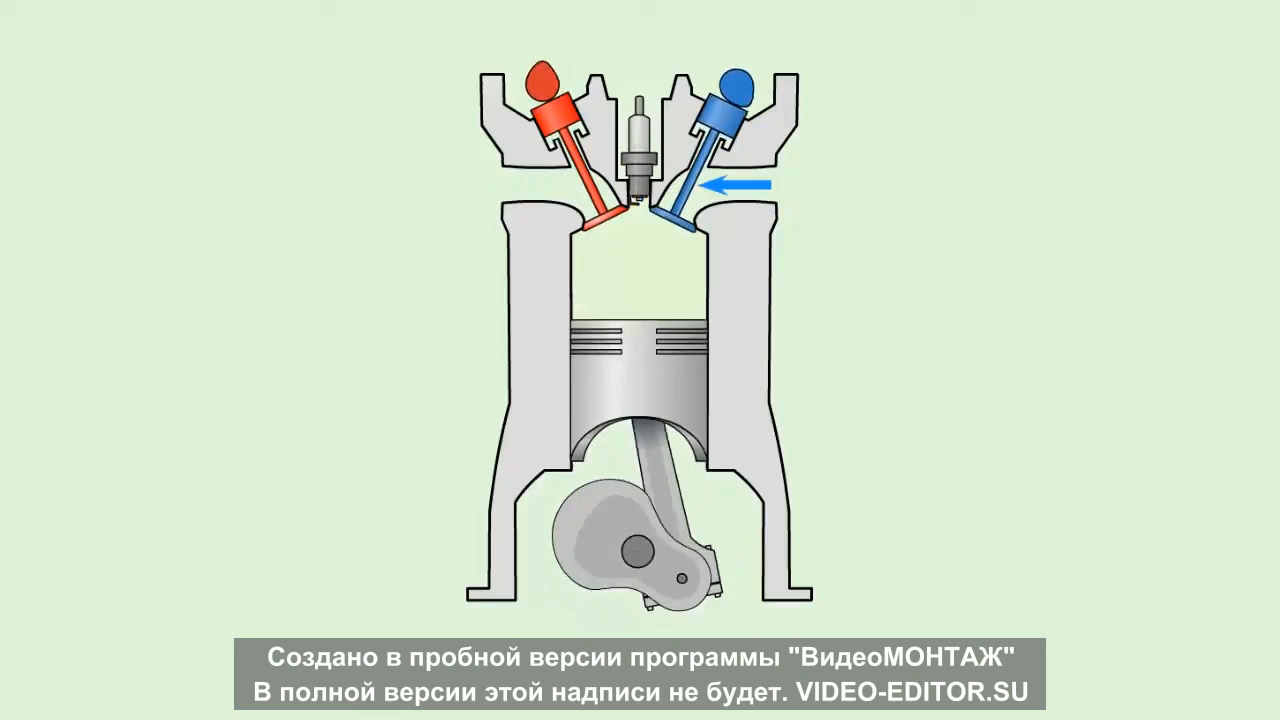 Создано в пробной версии программы "ВидеоМОНТАЖ"
В полной версии этой надписи не будет. VIDEO-EDITOR.SU